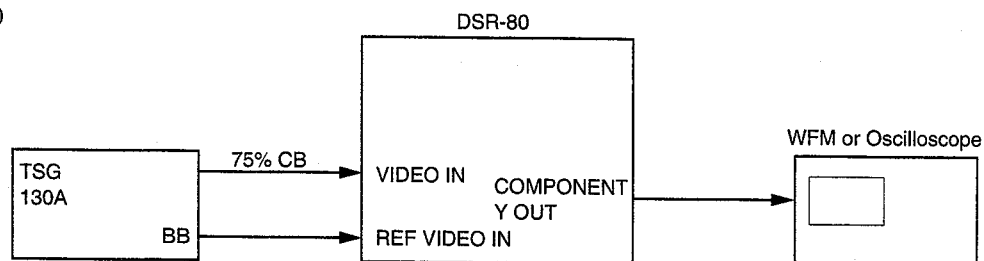 DSR-80
WFM or Oscilloscope
TSG
130A
75% CB
VIDEO IN
COMPONENT
Y OUT
BB
REF VIDEO IN